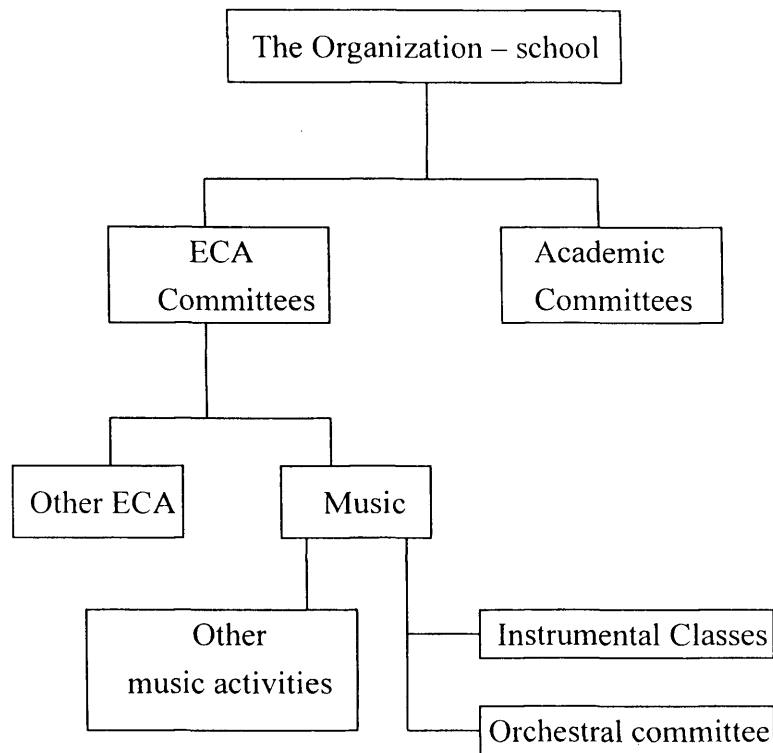 The Organization – school
ECA
Committees
Academic
Committees
Other ECA
Music
Other
music activities
Instrumental Classes
Orchestral committee